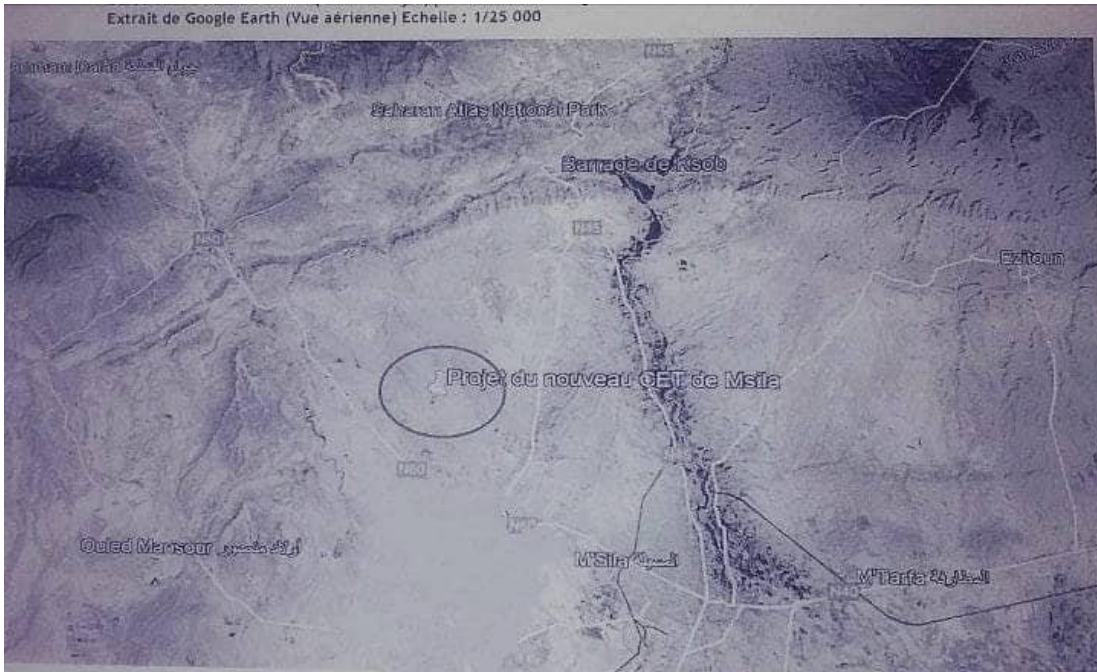 Extrait de Google Earth (Vue aérienne) Echelle : 1/25 000
N45
Saharan Atlas National Park
Barrage de Ksob
N45
N60
Ezitoun
Projet du nouveau CET de Msila
N60
Ouled Mansour أولاد منصور
M'Sila المسيلة
M'Tarfa المطارفة
N40